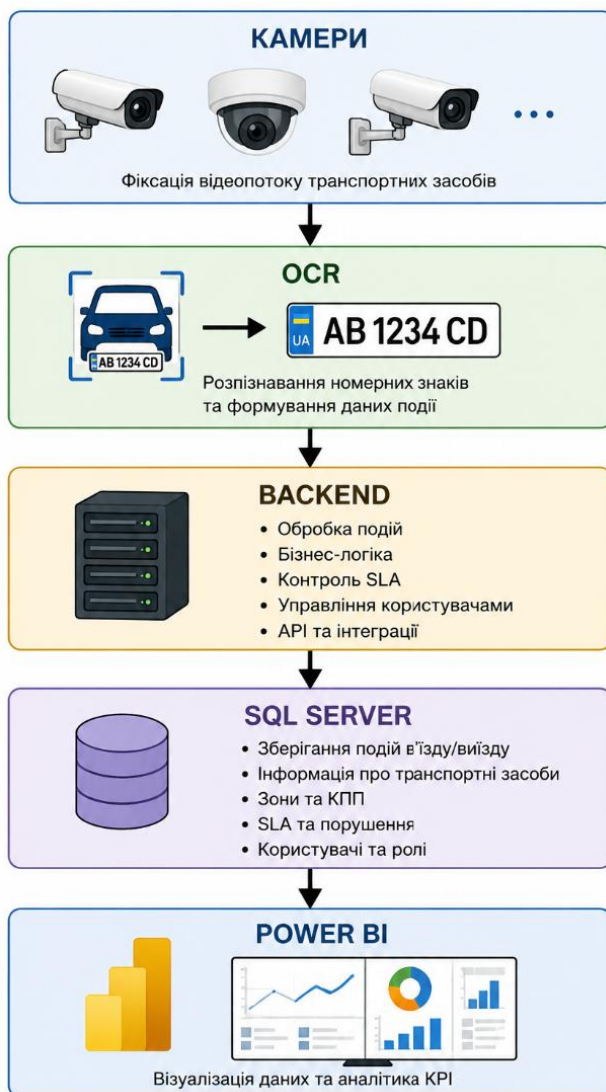 КАМЕРИ
Фіксація відеопотоку транспортних засобів
OCR
AB 1234 CD
UA
AB 1234 CD
Розпізнавання номерних знаків
та формування даних події
BACKEND
• Обробка подій
• Бізнес-логіка
• Контроль SLA
• Управління користувачами
• API та інтеграції
SQL SERVER
• Зберігання подій в'їзду/виїзду
• Інформація про транспортні засоби
• Зони та КПП
• SLA та порушення
• Користувачі та ролі
POWER BI
Візуалізація даних та аналітика KPI